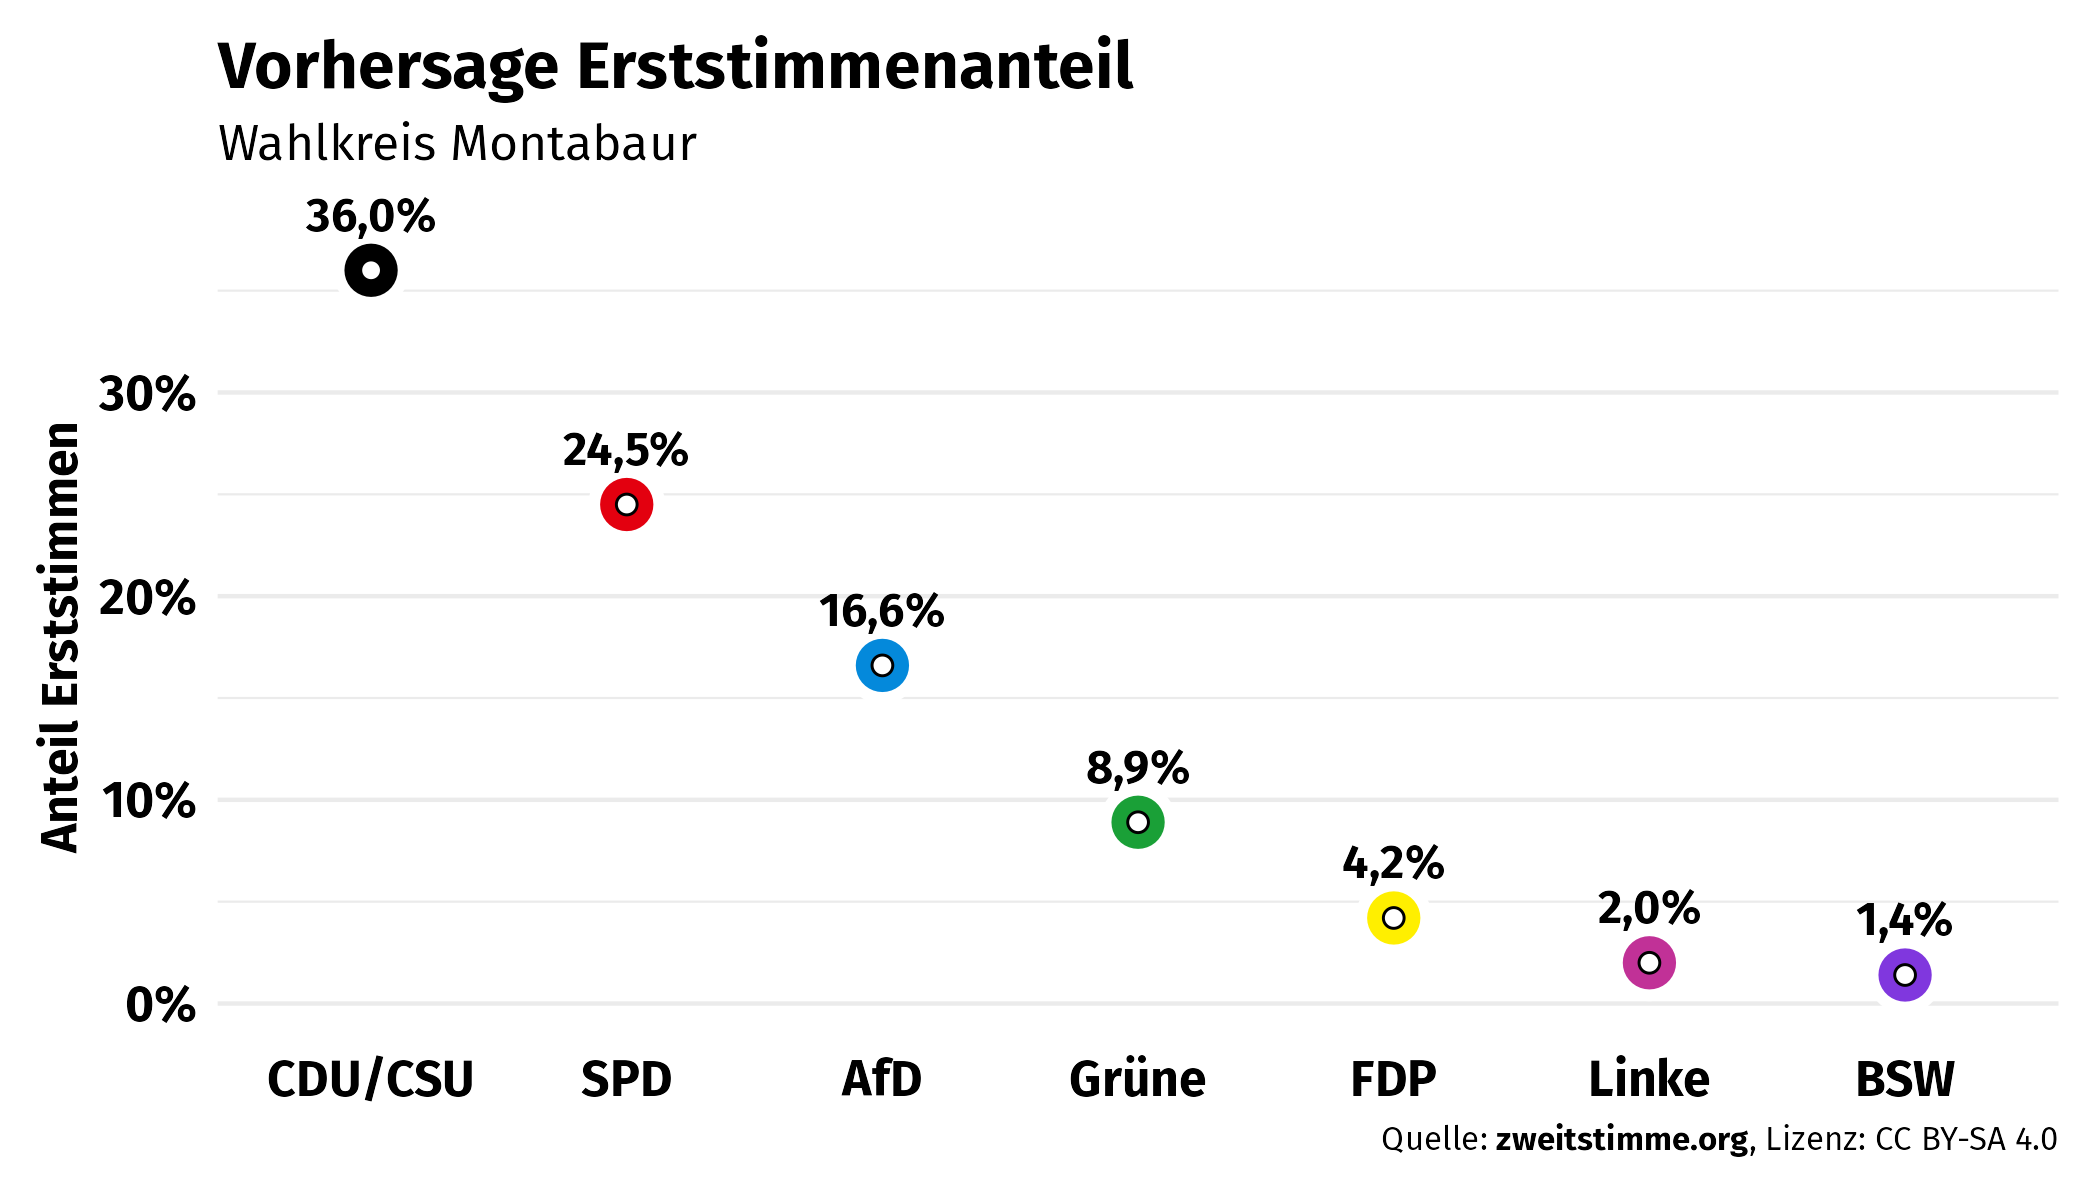 Vorhersage Erststimmenanteil
Wahlkreis Montabaur
Anteil Erststimmen
30%
20%
10%
0%
36,0%
24,5%
16,6%
8,9%
4,2%
2,0%
1,4%
CDU/CSU SPD AfD Grüne FDP Linke BSW
Quelle: zweitstimme.org, Lizenz: CC BY-SA 4.0